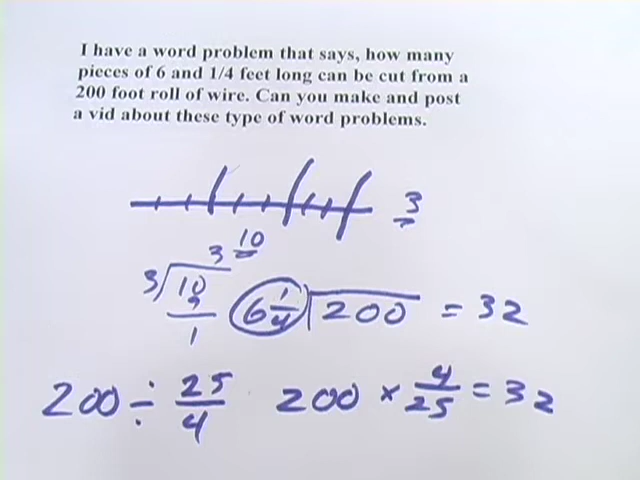 I have a word problem that says, how many
pieces of 6 and 1/4 feet long can be cut from a
200 foot roll of wire. Can you make and post
a vid about these type of word problems.
3
3 10
3 10 6 1/4 200 = 32
9
1
200 ÷ 25/4 200 × 4/25 = 32